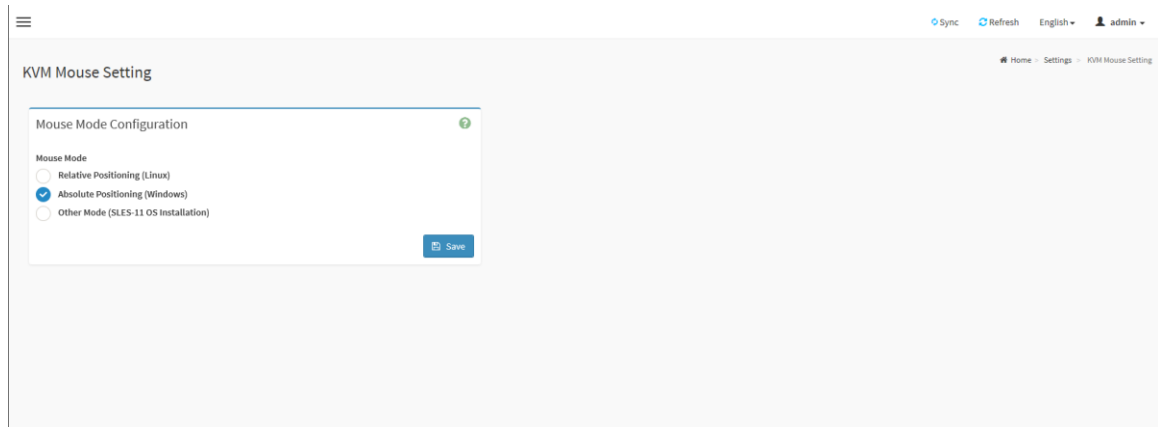 Sync Refresh English admin
Home > Settings > KVM Mouse Setting
KVM Mouse Setting
Mouse Mode Configuration
Mouse Mode
Relative Positioning (Linux)
Absolute Positioning (Windows)
Other Mode (SLES-11 OS Installation)
Save